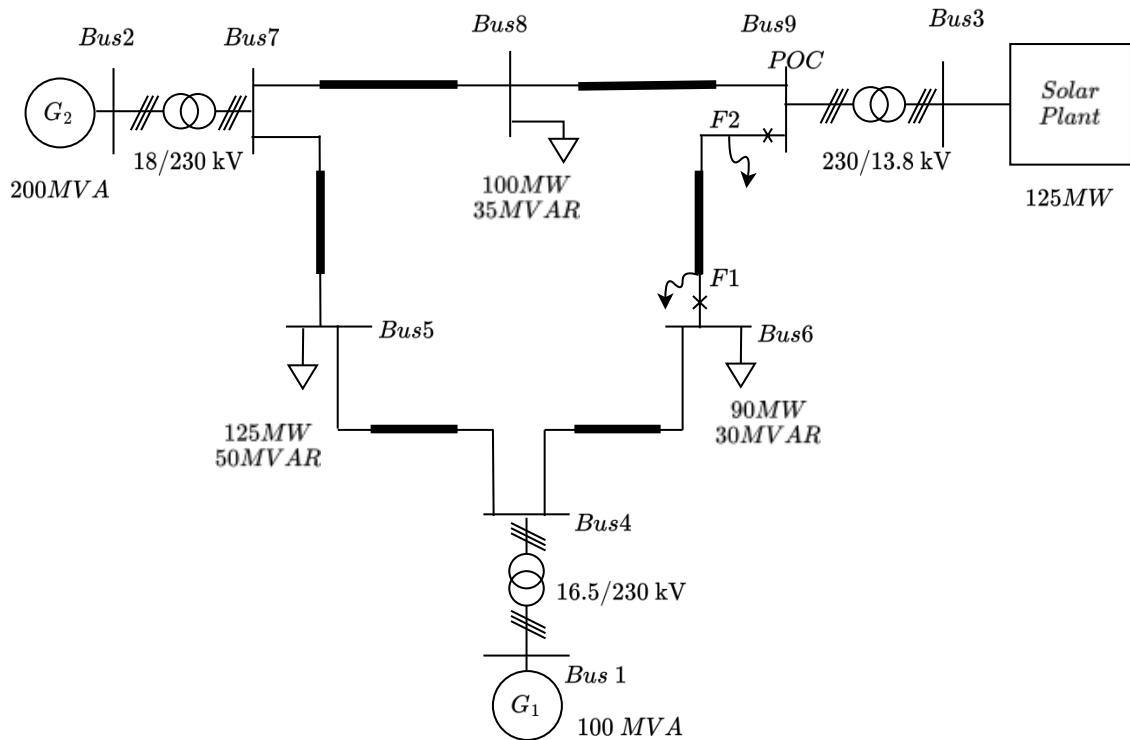 Bus2
Bus7
Bus8
Bus9
Bus3
POC
G2
F2
Solar
Plant
18/230 kV
230/13.8 kV
200MVA
100MW
35MVAR
125MW
F1
Bus5
Bus6
125MW
50MVAR
90MW
30MVAR
Bus4
16.5/230 kV
Bus 1
G1
100 MVA